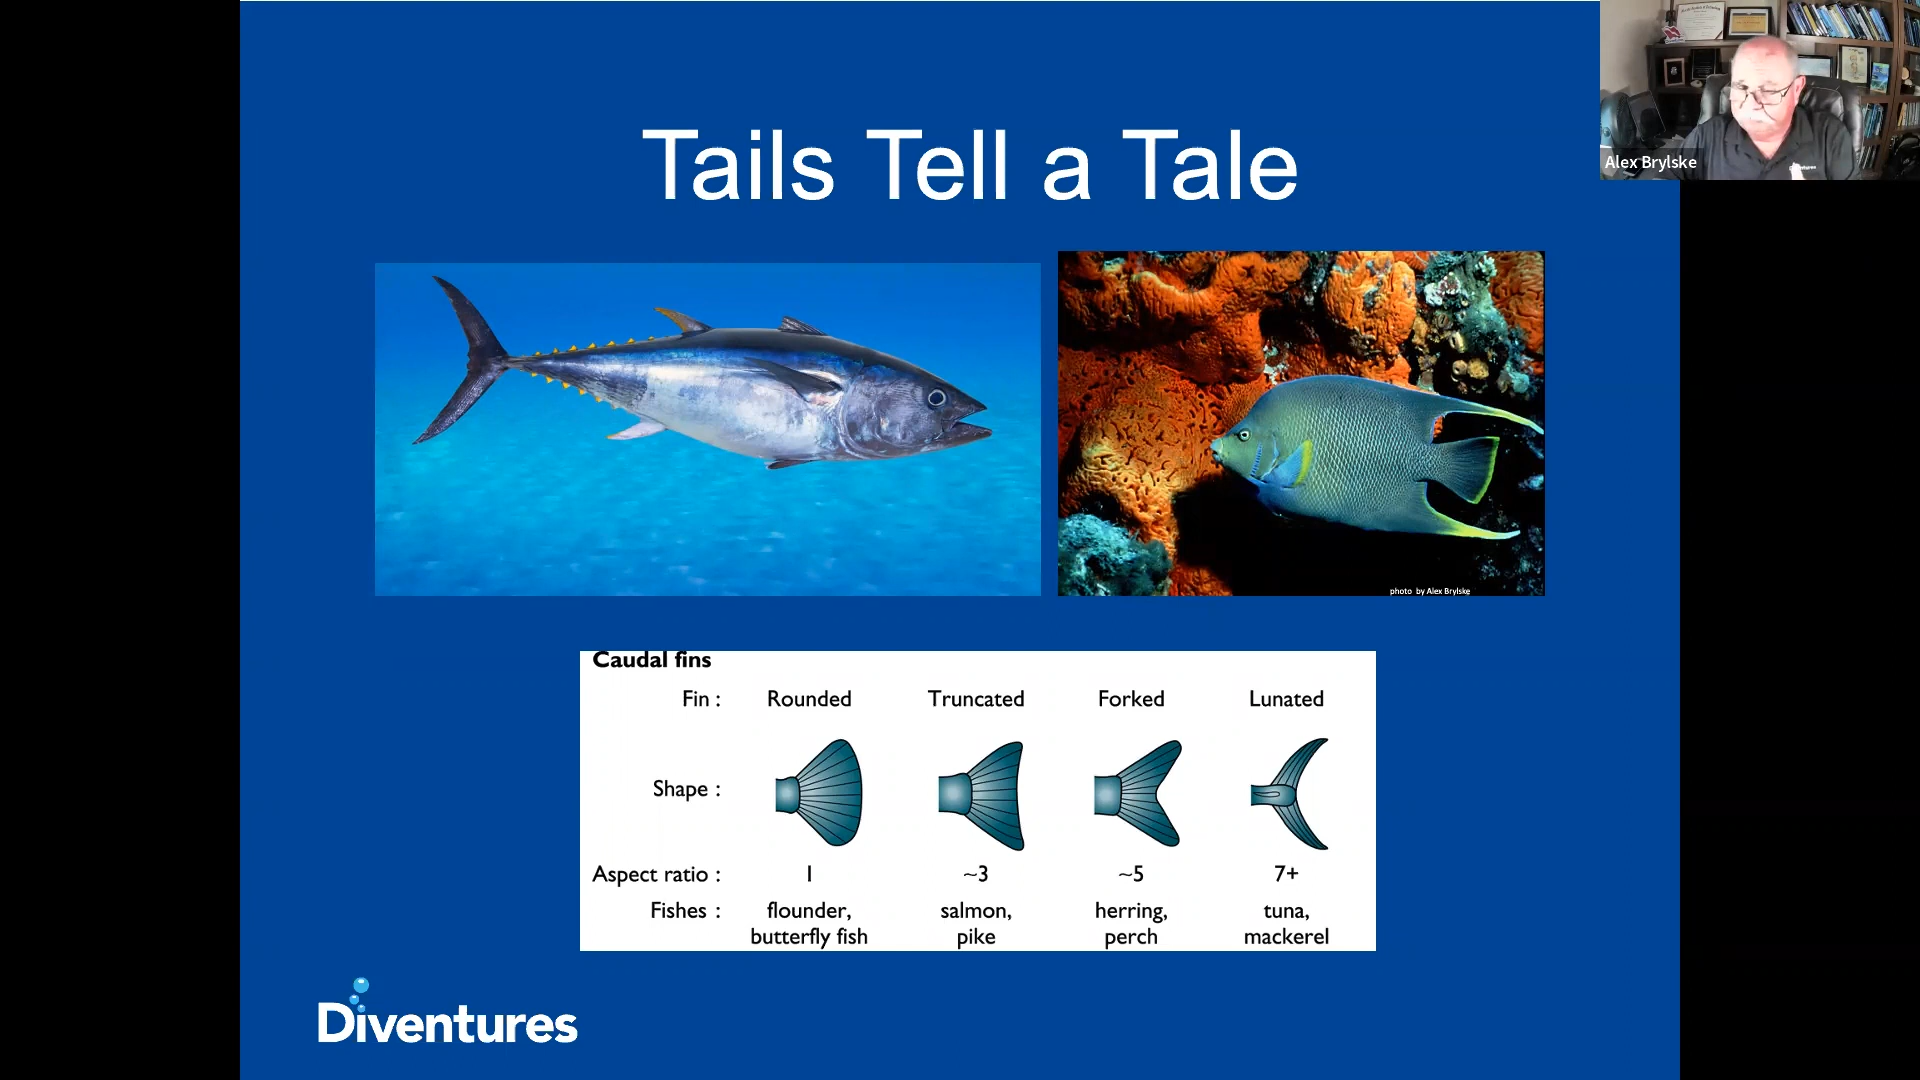 Alex Brylske
Tails Tell a Tale
photo by Alex Brylske
Caudal fins
Fin : Rounded Truncated Forked Lunated
Shape :
Aspect ratio : 1 ~3 ~5 7+
Fishes : flounder, salmon, herring, tuna,
butterfly fish pike perch mackerel
Diventures